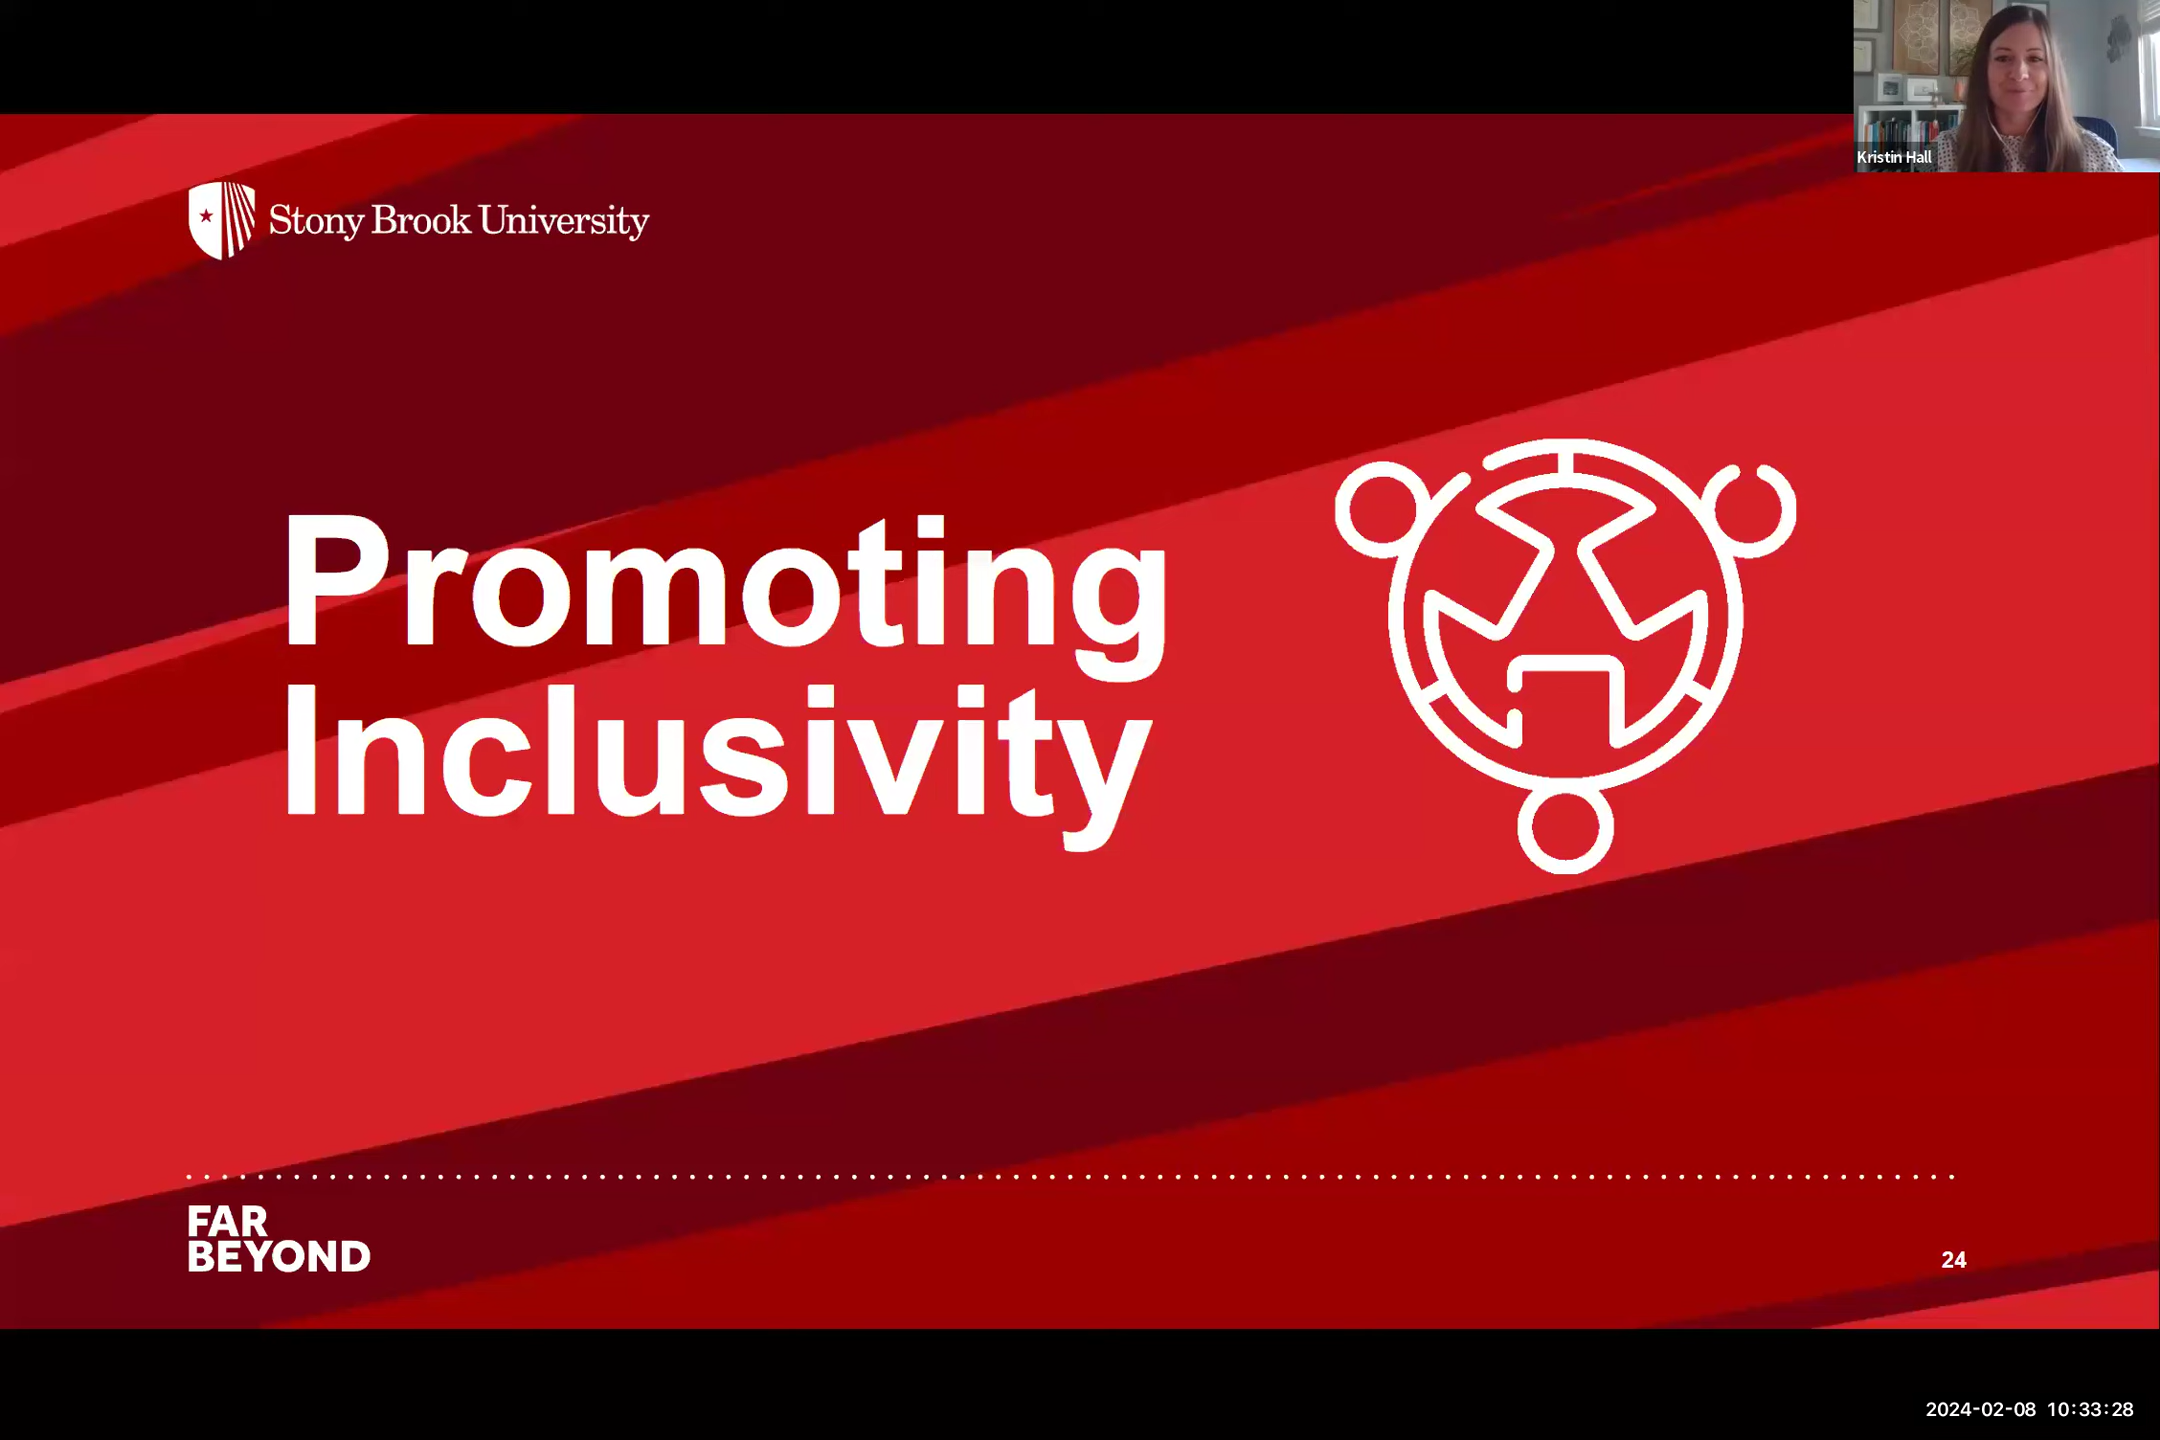 Kristin Hall
Stony Brook University
Promoting
Inclusivity
FAR
BEYOND
24
2024-02-08 10:33:28